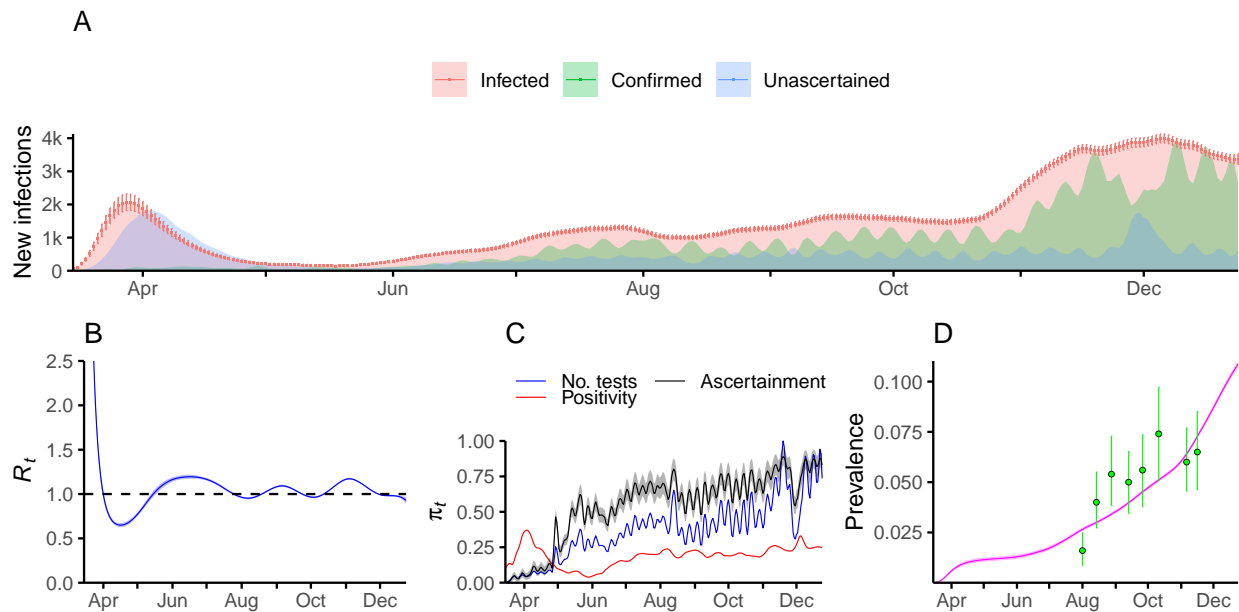 A
Infected Confirmed Unascertained
New infections
4k
3k
2k
1k
0
Apr Jun Aug Oct Dec
B
R_t
2.5
2.0
1.5
1.0
0.5
0.0
Apr Jun Aug Oct Dec
C
No. tests Ascertainment
Positivity
π_t
1.00
0.75
0.50
0.25
0.00
Apr Jun Aug Oct Dec
D
Prevalence
0.100
0.075
0.050
0.025
Apr Jun Aug Oct Dec